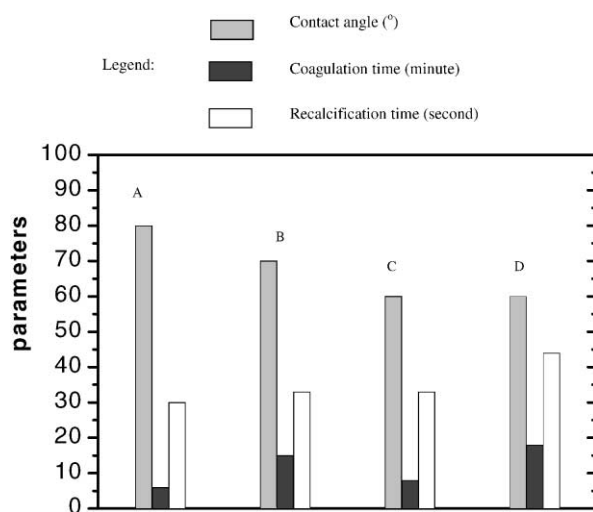 Contact angle (°)
Legend:
Coagulation time (minute)
Recalcification time (second)
100
90
80
70
60
50
40
30
20
10
0
parameters
A
B
C
D